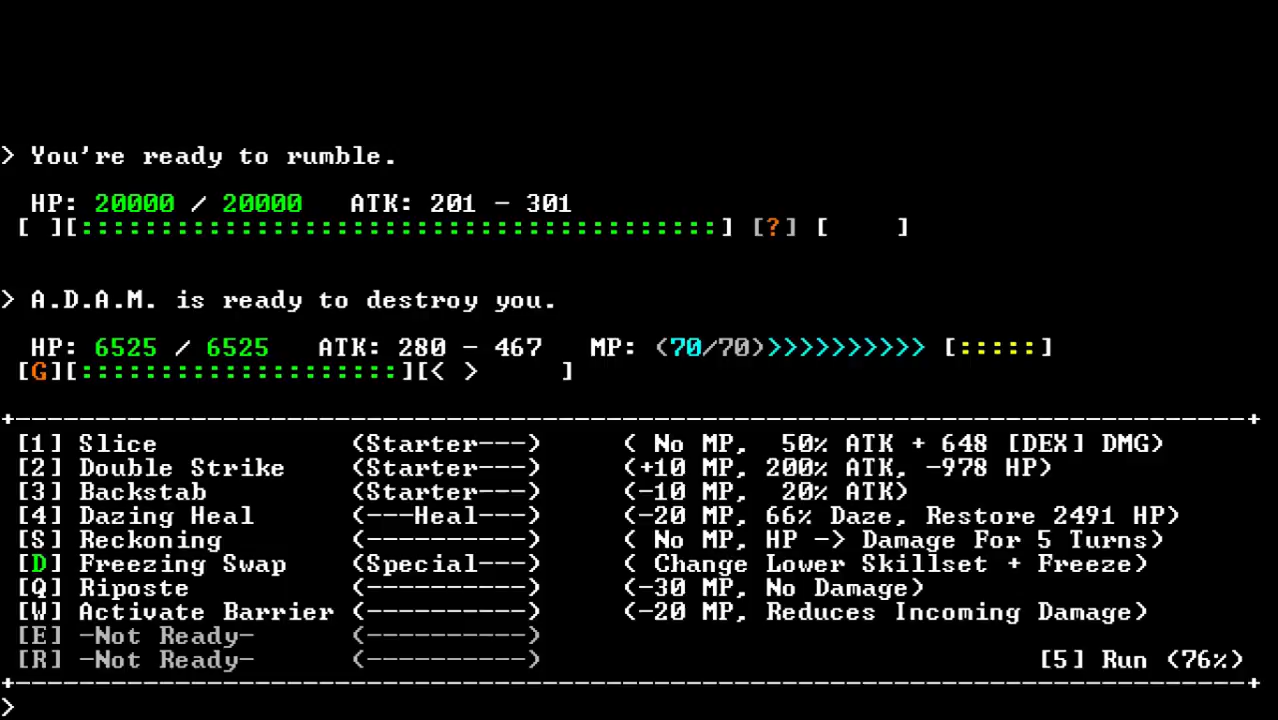 > You're ready to rumble.
HP: 20000 / 20000   ATK: 201 - 301
[ ][::::::::::::::::::::::::::::::::::::::::] [?] [    ]
> A.D.A.M. is ready to destroy you.
HP: 6525 / 6525   ATK: 280 - 467   MP: (70/70)>>>>>>>>>> [:::::]
[G][::::::::::::::::::::][< >     ]
+-----------------------------------------------------------------------------+
[1] Slice            (Starter---)     ( No MP,  50% ATK + 648 [DEX] DMG)
[2] Double Strike    (Starter---)     (+10 MP, 200% ATK, -978 HP)
[3] Backstab         (Starter---)     (-10 MP,  20% ATK)
[4] Dazing Heal      (---Heal---)     (-20 MP, 66% Daze, Restore 2491 HP)
[S] Reckoning        (----------)     ( No MP, HP -> Damage For 5 Turns)
[D] Freezing Swap    (Special---)     ( Change Lower Skillset + Freeze)
[Q] Riposte          (----------)     (-30 MP, No Damage)
[W] Activate Barrier (----------)     (-20 MP, Reduces Incoming Damage)
[E] -Not Ready-      (----------)
[R] -Not Ready-      (----------)                               [5] Run (76%)
+-----------------------------------------------------------------------------+
>